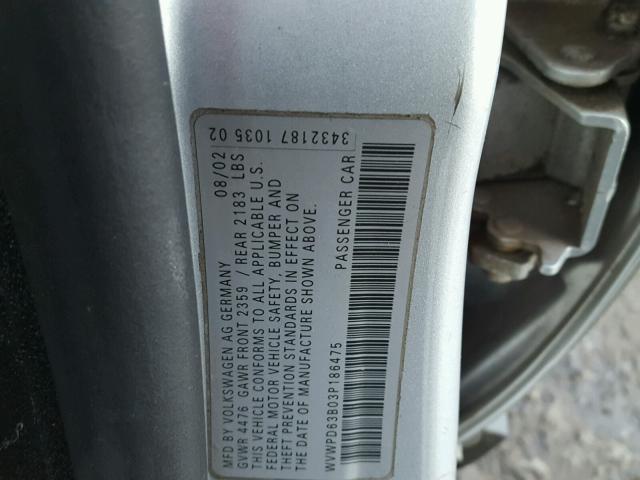 MFD BY VOLKSWAGEN AG GERMANY 08/02
GVWR 4476 GAWR FRONT 2359 / REAR 2183 LBS
THIS VEHICLE CONFORMS TO ALL APPLICABLE U.S.
FEDERAL MOTOR VEHICLE SAFETY, BUMPER AND
THEFT PREVENTION STANDARDS IN EFFECT ON
THE DATE OF MANUFACTURE SHOWN ABOVE.
WVWPD63B03P186475 PASSENGER CAR
3432187 1035 02